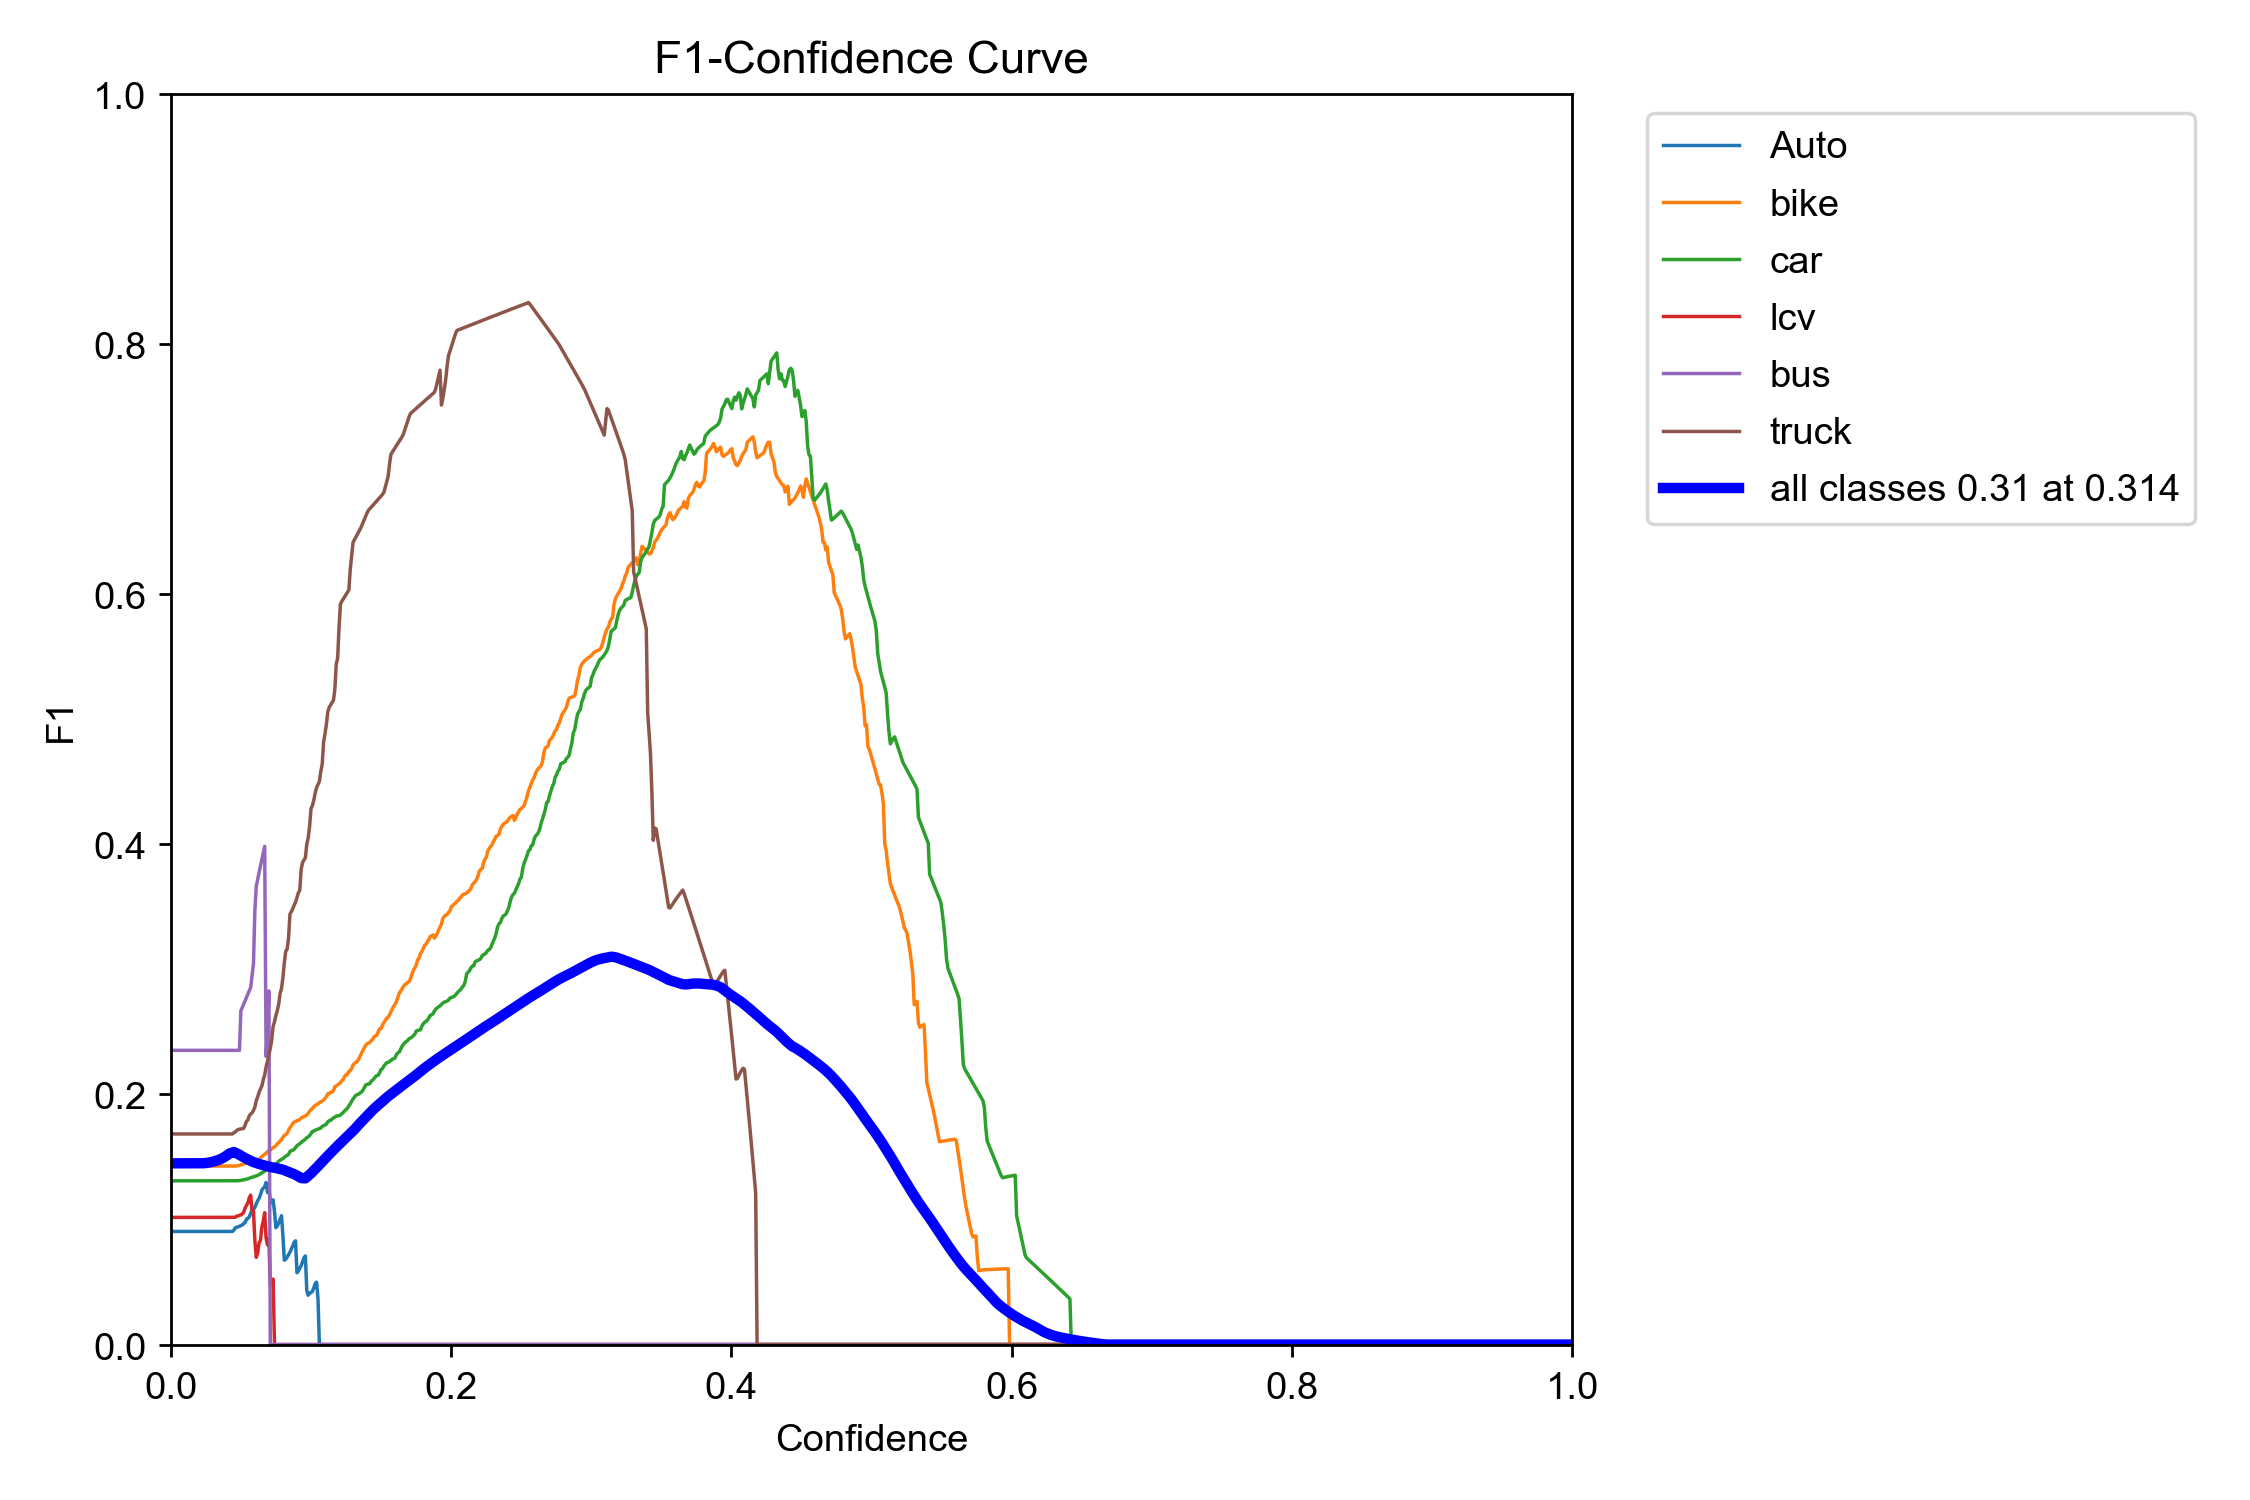 F1-Confidence Curve
1.0
0.8
0.6
0.4
0.2
0.0
F1
0.0 0.2 0.4 0.6 0.8 1.0
Confidence
Auto
bike
car
lcv
bus
truck
all classes 0.31 at 0.314